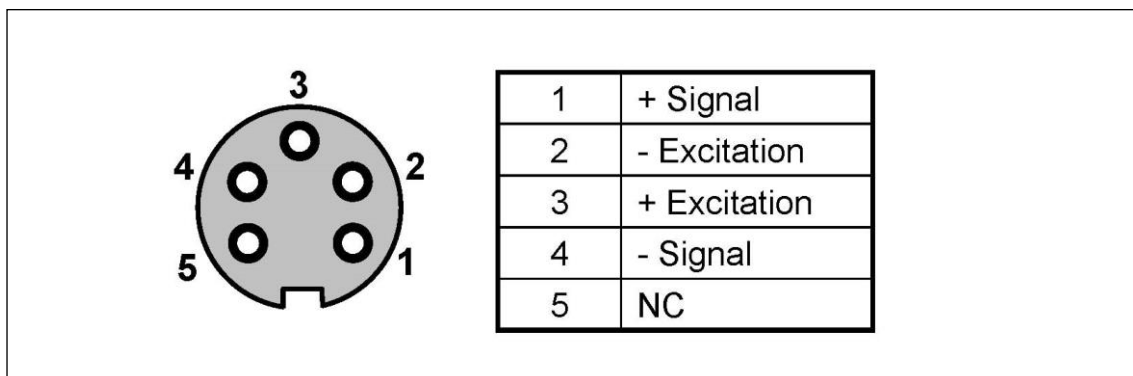 3
4
2
5
1
1 + Signal
2 - Excitation
3 + Excitation
4 - Signal
5 NC